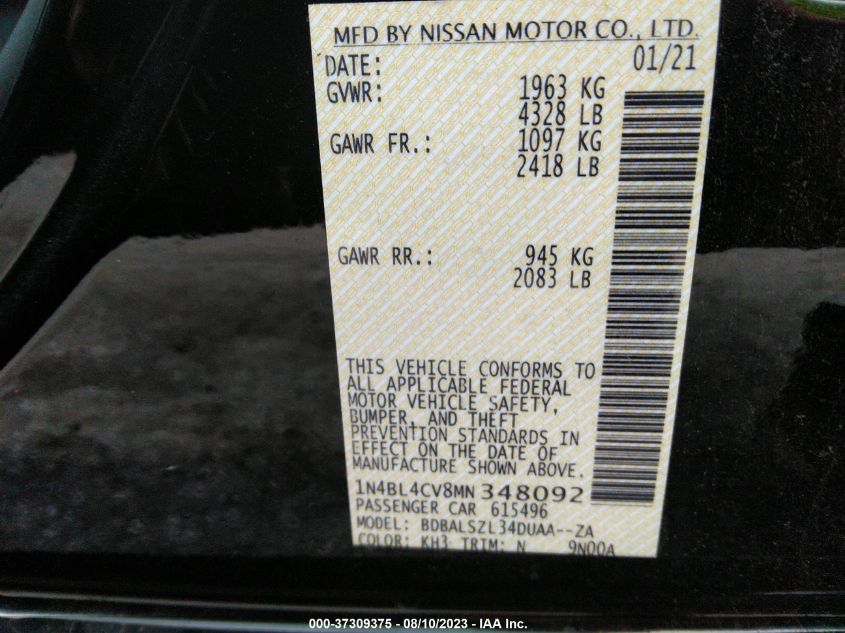 MFD BY NISSAN MOTOR CO., LTD.
DATE: 01/21
GVWR: 1963 KG
4328 LB
GAWR FR.: 1097 KG
2418 LB
GAWR RR.: 945 KG
2083 LB
THIS VEHICLE CONFORMS TO
ALL APPLICABLE FEDERAL
MOTOR VEHICLE SAFETY,
BUMPER, AND THEFT
PREVENTION STANDARDS IN
EFFECT ON THE DATE OF
MANUFACTURE SHOWN ABOVE.
1N4BL4CV8MN348092
PASSENGER CAR 615496
MODEL: BDBALSZL34DUAA--ZA
COLOR: KH3 TRIM: N 9N00A
000-37309375 - 08/10/2023 - IAA Inc.